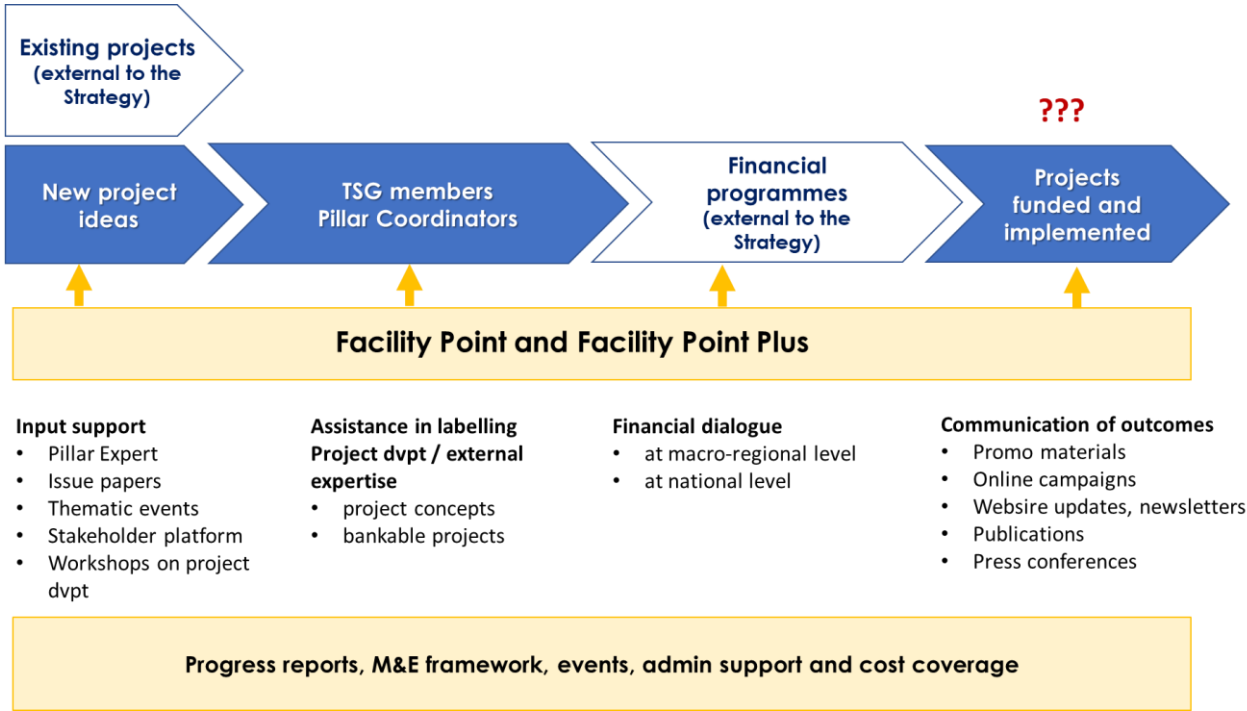 Existing projects
(external to the
Strategy)
???
New project
ideas
TSG members
Pillar Coordinators
Financial
programmes
(external to the
Strategy)
Projects
funded and
implemented
Facility Point and Facility Point Plus
Input support
• Pillar Expert
• Issue papers
• Thematic events
• Stakeholder platform
• Workshops on project
dvpt
Assistance in labelling
Project dvpt / external
expertise
• project concepts
• bankable projects
Financial dialogue
• at macro-regional level
• at national level
Communication of outcomes
• Promo materials
• Online campaigns
• Websire updates, newsletters
• Publications
• Press conferences
Progress reports, M&E framework, events, admin support and cost coverage